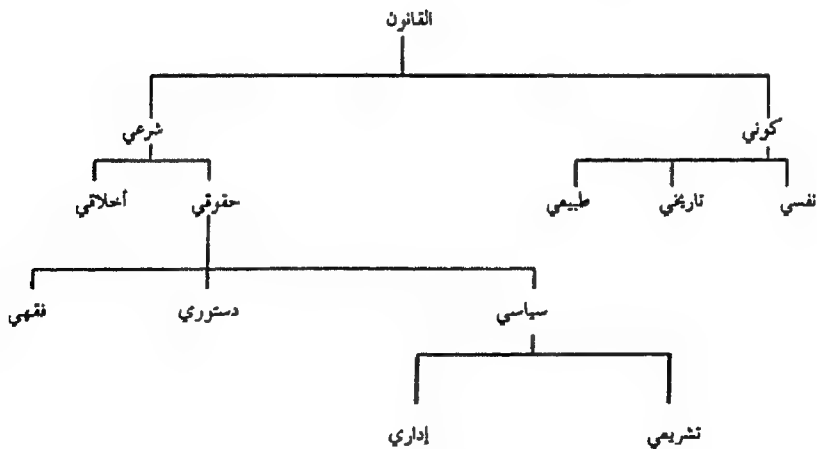 القانون
كوني
شرعي
نفسي
تاريخي
طبيعي
حقوقي
أخلاقي
سياسي
دستوري
فقهي
تشريعي
إداري